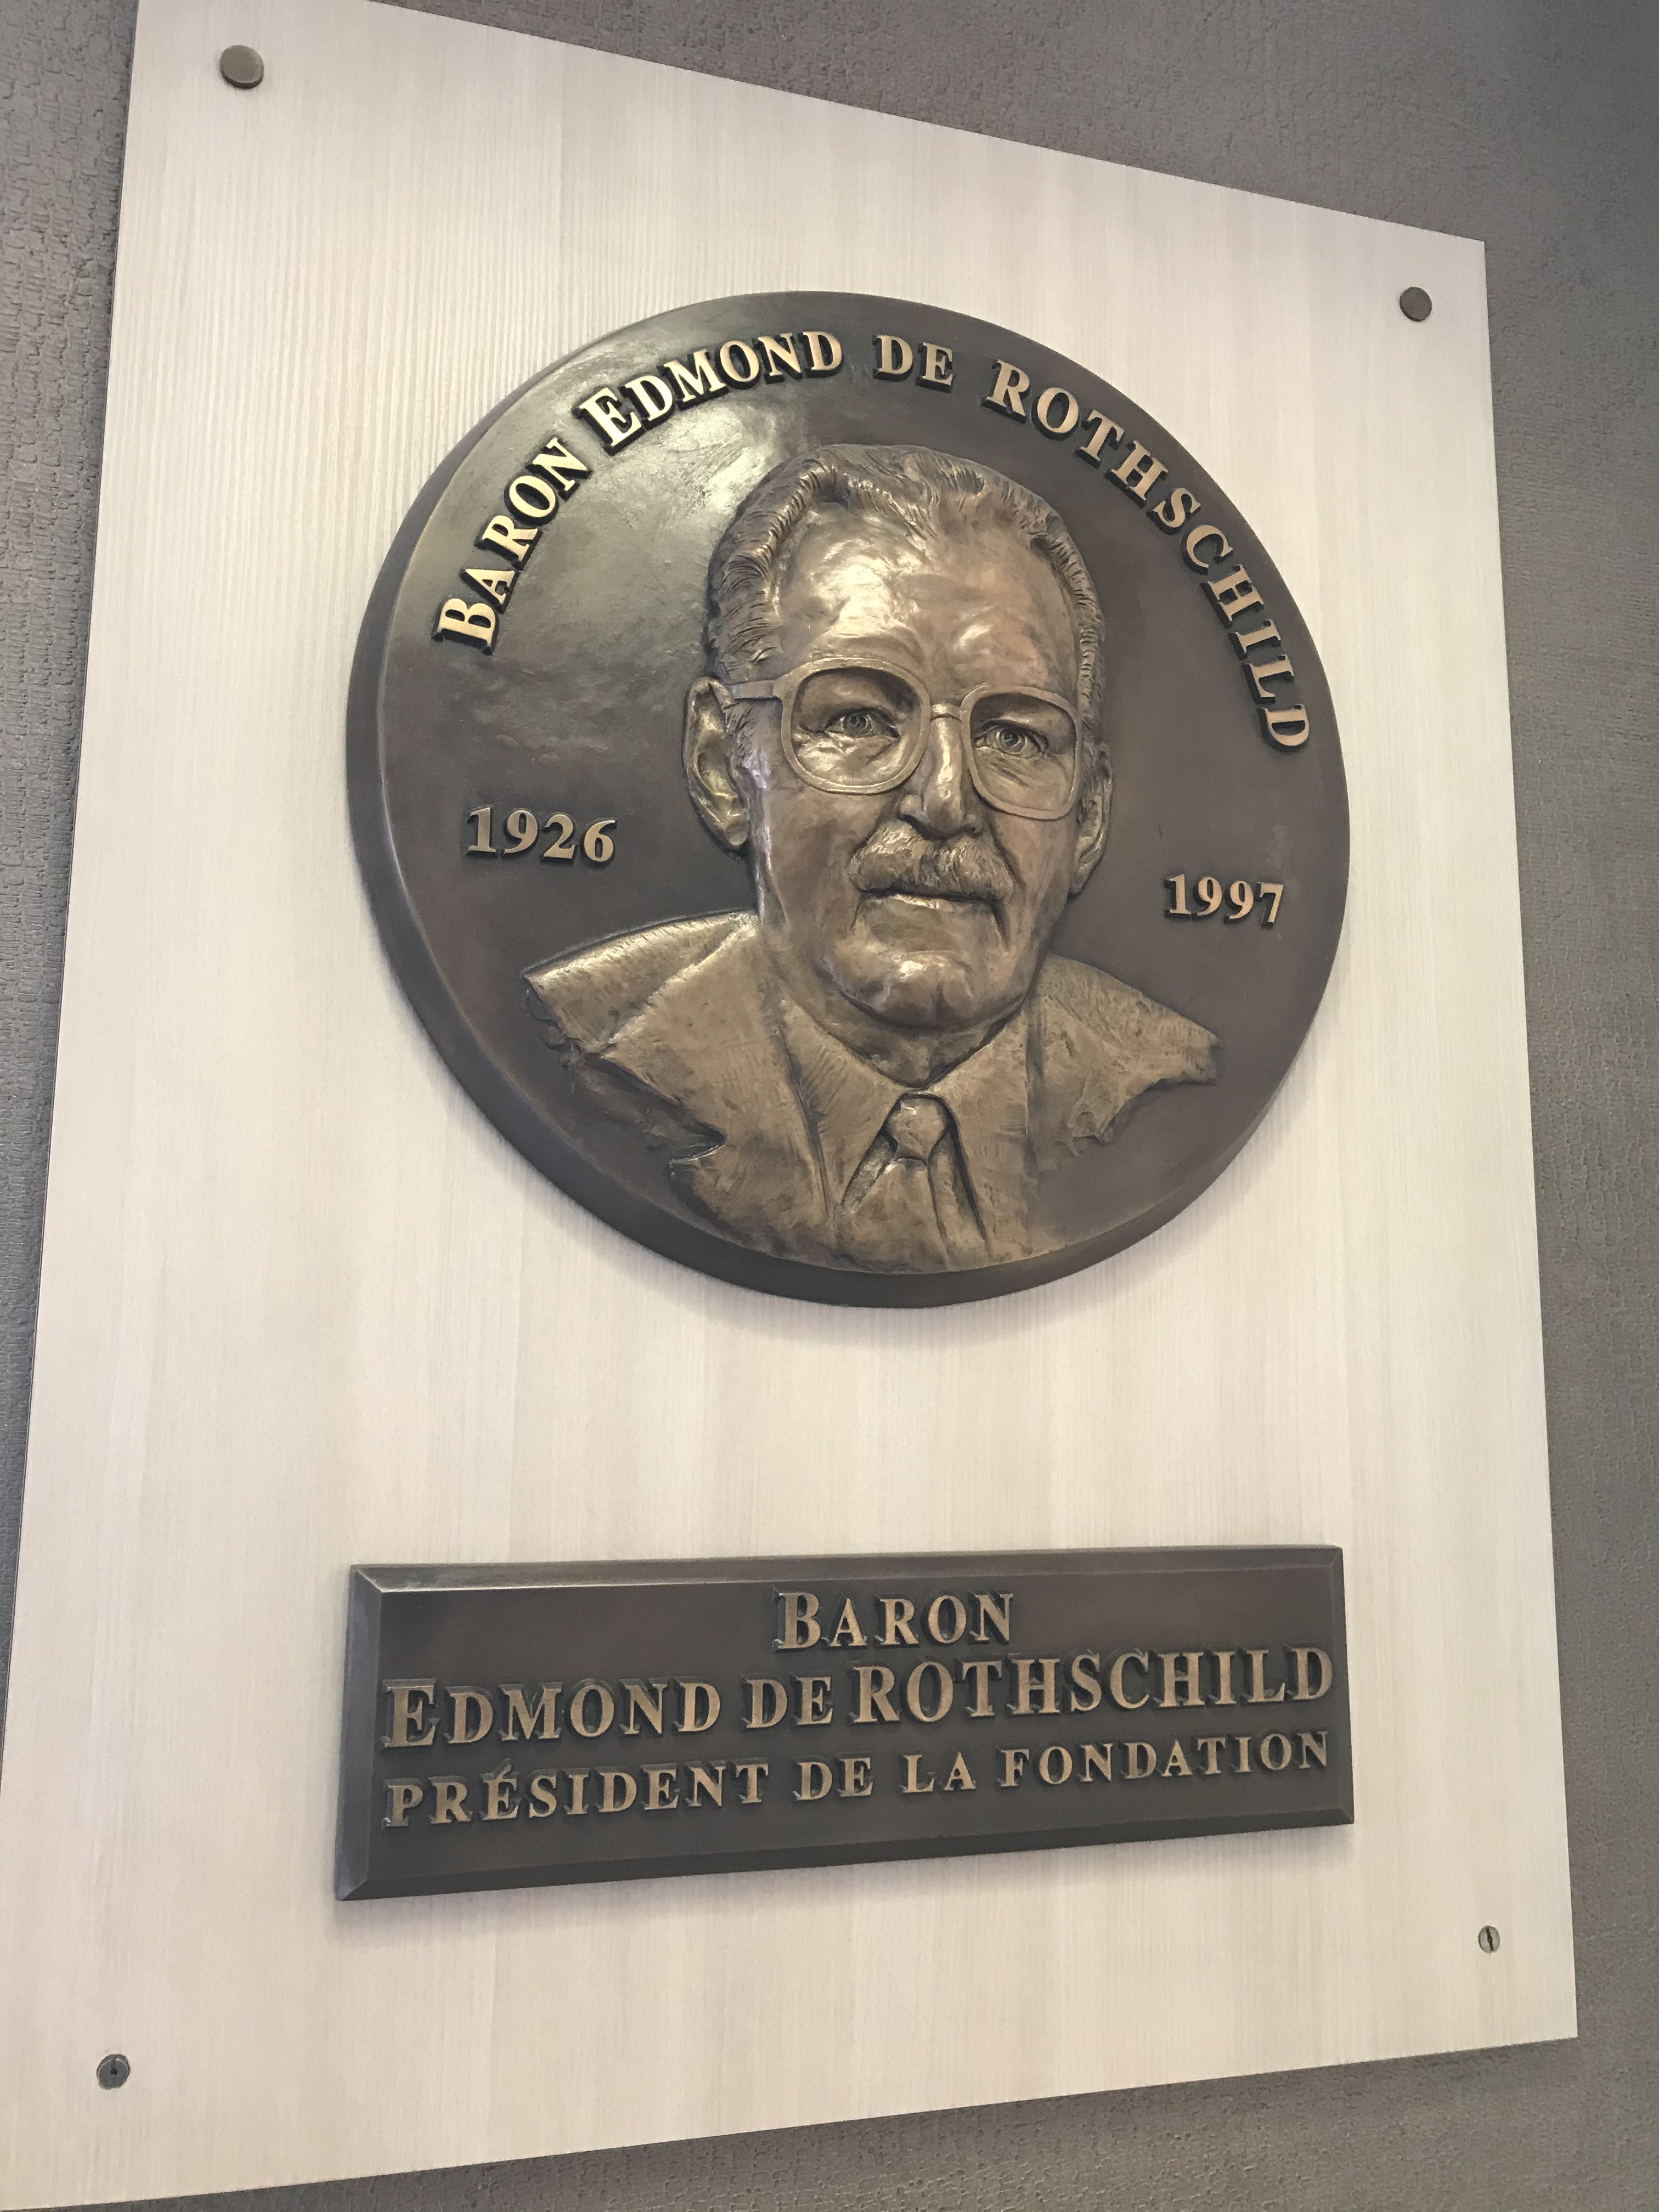 BARON EDMOND DE ROTHSCHILD
1926
1997
BARON
EDMOND DE ROTHSCHILD
PRÉSIDENT DE LA FONDATION